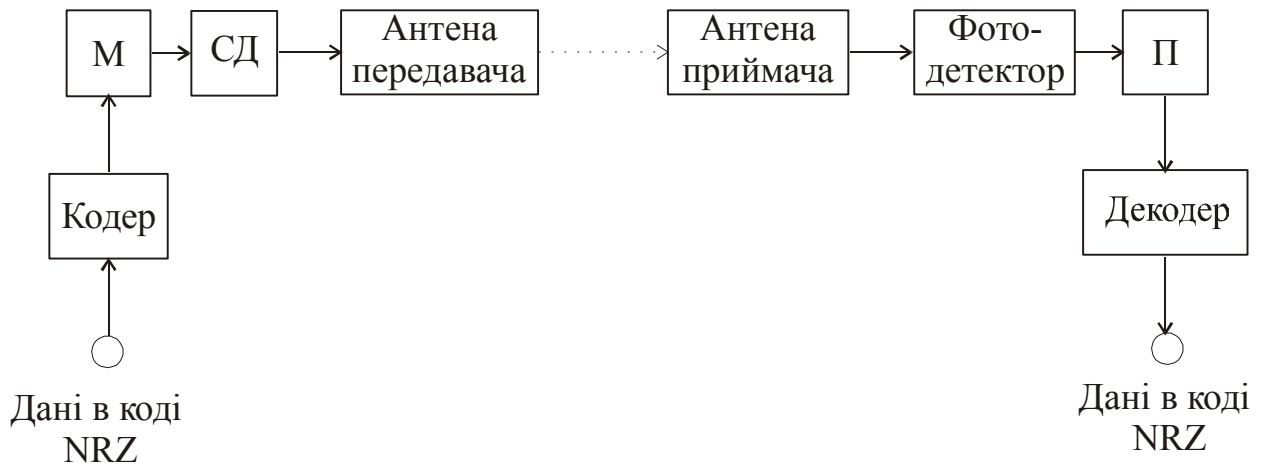 М
СД
Антена
передавача
Антена
приймача
Фото-
детектор
П
Кодер
Декодер
Дані в коді
NRZ
Дані в коді
NRZ